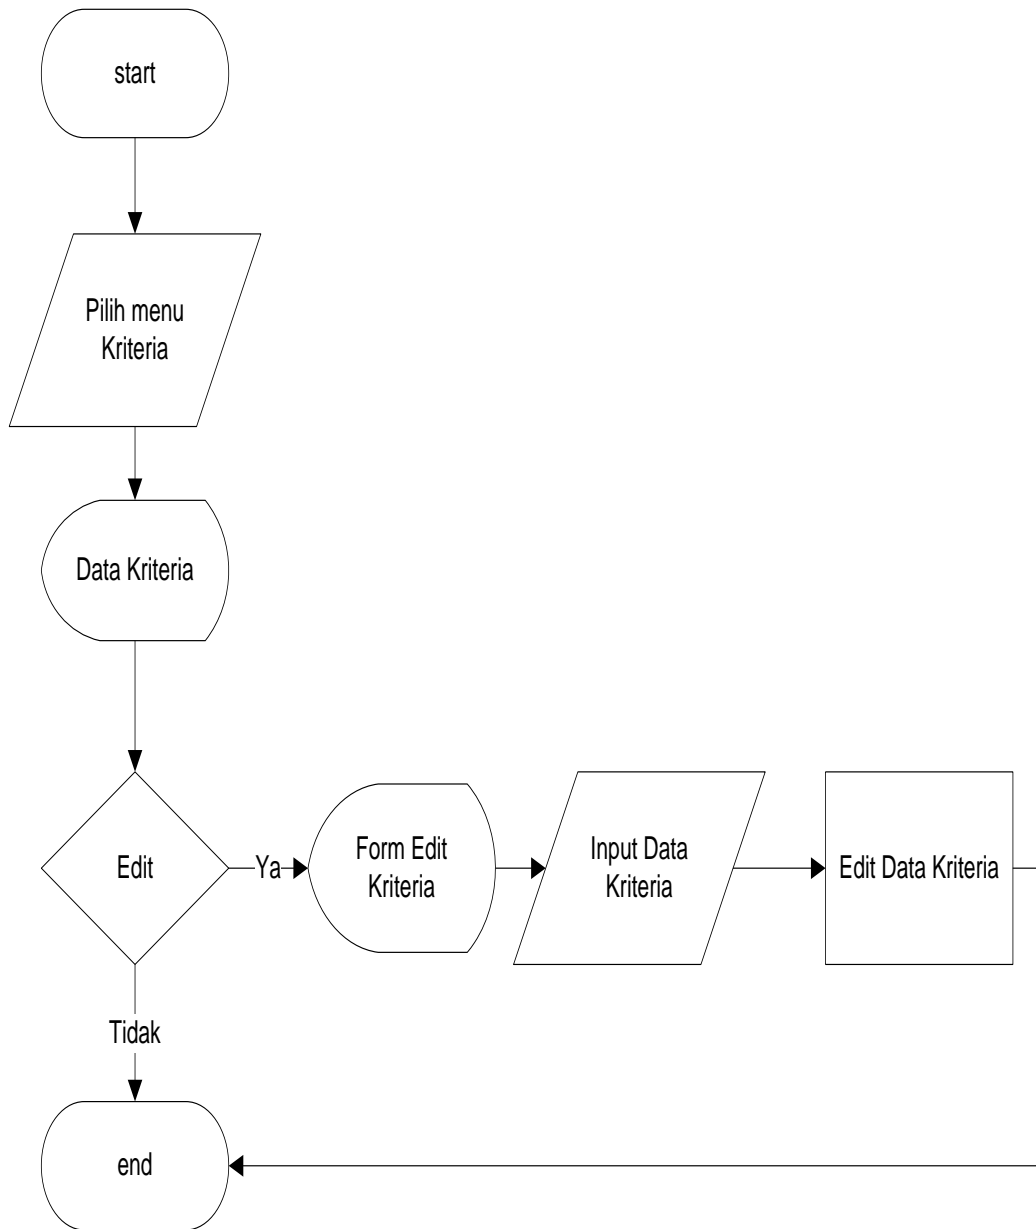 start
Pilih menu
Kriteria
Data Kriteria
Edit
Ya
Form Edit
Kriteria
Input Data
Kriteria
Edit Data Kriteria
Tidak
end